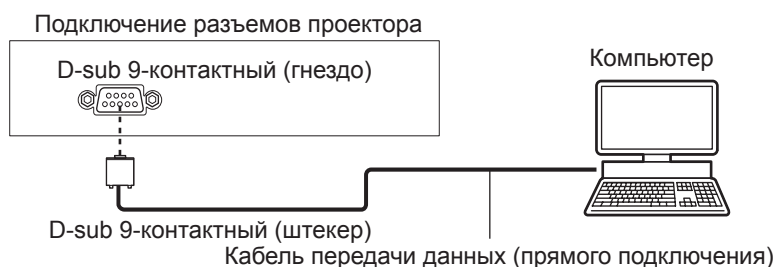 Подключение разъемов проектора
D-sub 9-контактный (гнездо)
Компьютер
D-sub 9-контактный (штекер)
Кабель передачи данных (прямого подключения)